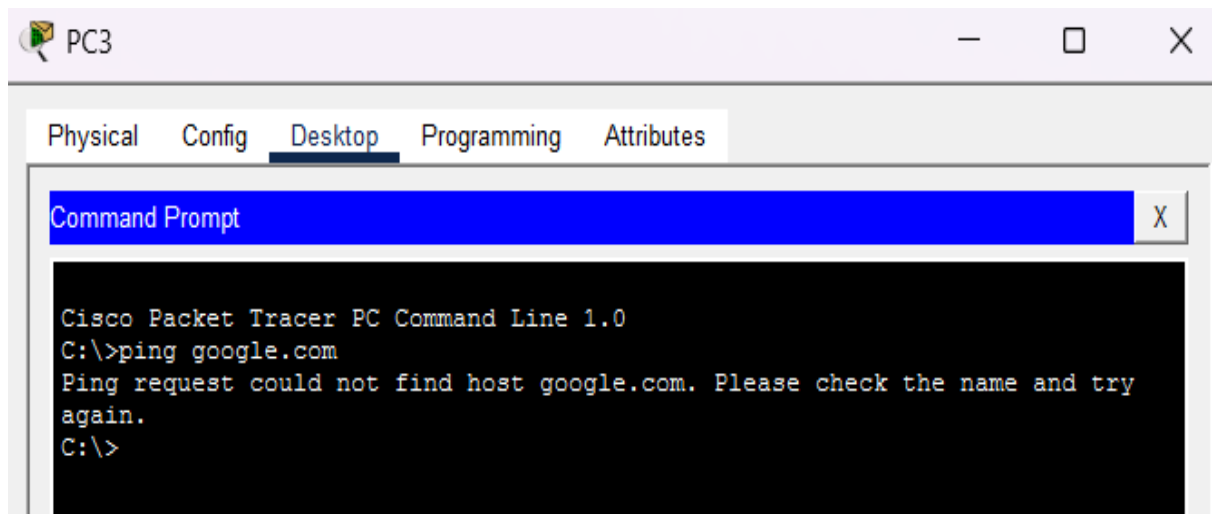 PC3
Physical Config Desktop Programming Attributes
Command Prompt X
Cisco Packet Tracer PC Command Line 1.0
C:\>ping google.com
Ping request could not find host google.com. Please check the name and try
again.
C:\>